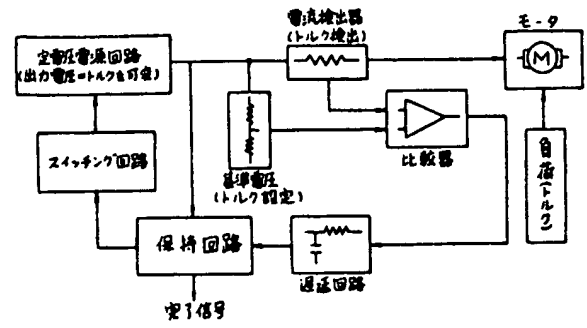 電流検出器
(トルク検出)
モータ
定電圧電源回路
(出力電圧=トルクを可変)
M
スイッチング回路
比較器
基準電圧
(トルク設定)
負荷(トルク)
保持回路
遅延回路
完了信号